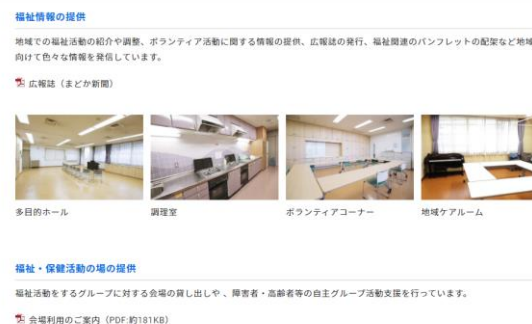 福祉情報の提供
地域での福祉活動の紹介や調整、ボランティア活動に関する情報の提供、広報誌の発行、福祉関連のパンフレットの配架など地域
向けて色々な情報を発信しています。
広報誌（まどか新聞）
多目的ホール
調理室
ボランティアコーナー
地域ケアルーム
福祉・保健活動の場の提供
福祉活動をするグループに対する会場の貸し出しや 、障害者・高齢者等の自主グループ活動支援を行っています。
会場利用のご案内（PDF:約181KB）